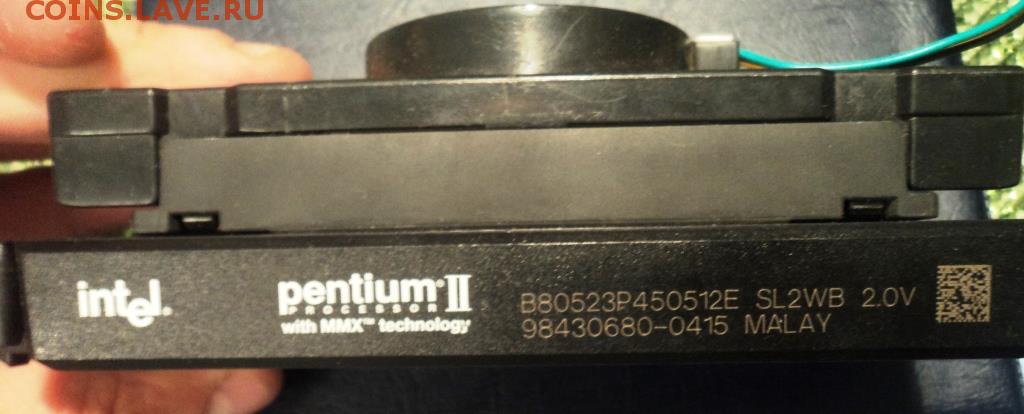 COINS.LAVE.RU
intel®
pentium® II
PROCESSOR
with MMX™ technology
B80523P450512E SL2WB 2.0V
98430680-0415 MALAY